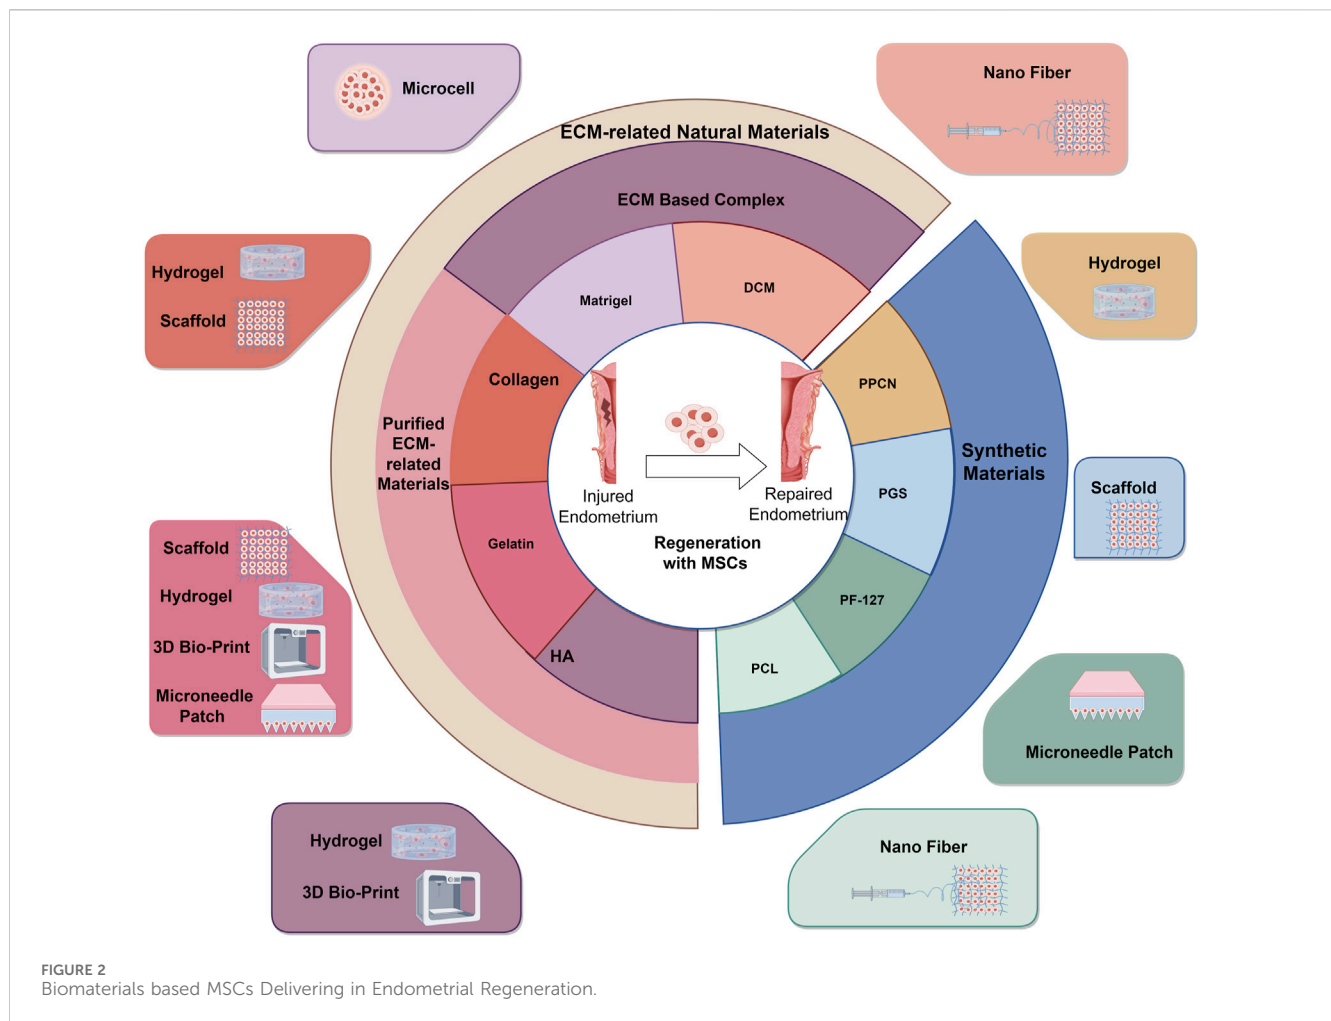 Microcell
Nano Fiber
ECM-related Natural Materials
ECM Based Complex
Hydrogel
Scaffold
Hydrogel
Matrigel
DCM
Collagen
PPCN
Purified
ECM-
related
Materials
Synthetic
Materials
Injured
Endometrium
Repaired
Endometrium
Regeneration
with MSCs
PGS
Scaffold
Gelatin
Scaffold
Hydrogel
3D Bio-Print
Microneedle
Patch
PF-127
HA
PCL
Microneedle Patch
Hydrogel
3D Bio-Print
Nano Fiber
FIGURE 2
Biomaterials based MSCs Delivering in Endometrial Regeneration.